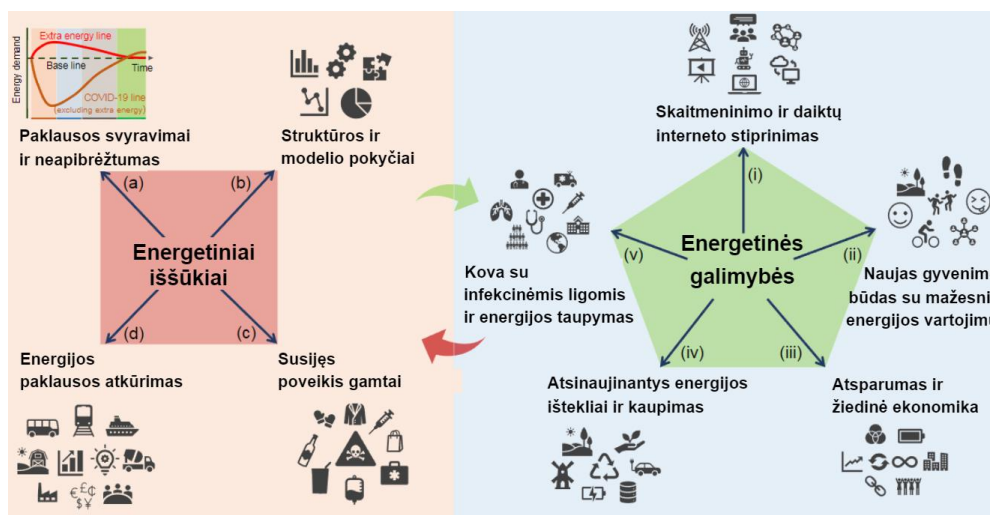 Extra energy line
Energy demand
Base line
Time
COVID-19 line
(excluding extra energy)
Paklausos svyravimai
ir neapibrėžtumas
Struktūros ir
modelio pokyčiai
(a)
(b)
Energetiniai
iššūkiai
(d)
(c)
Energijos
paklausos atkūrimas
Susiję
poveikis gamtai
€£₵
$¥
Skaitmeninimo ir daiktų
interneto stiprinimas
(i)
Energetinės
galimybės
(v)
(ii)
Kova su
infekcinėmis ligomis
ir energijos taupymas
Naujas gyvenim
būdas su mažesni
energijos vartojimu
(iv)
(iii)
Atsinaujinantys energijos
ištekliai ir kaupimas
Atsparumas ir
žiedinė ekonomika